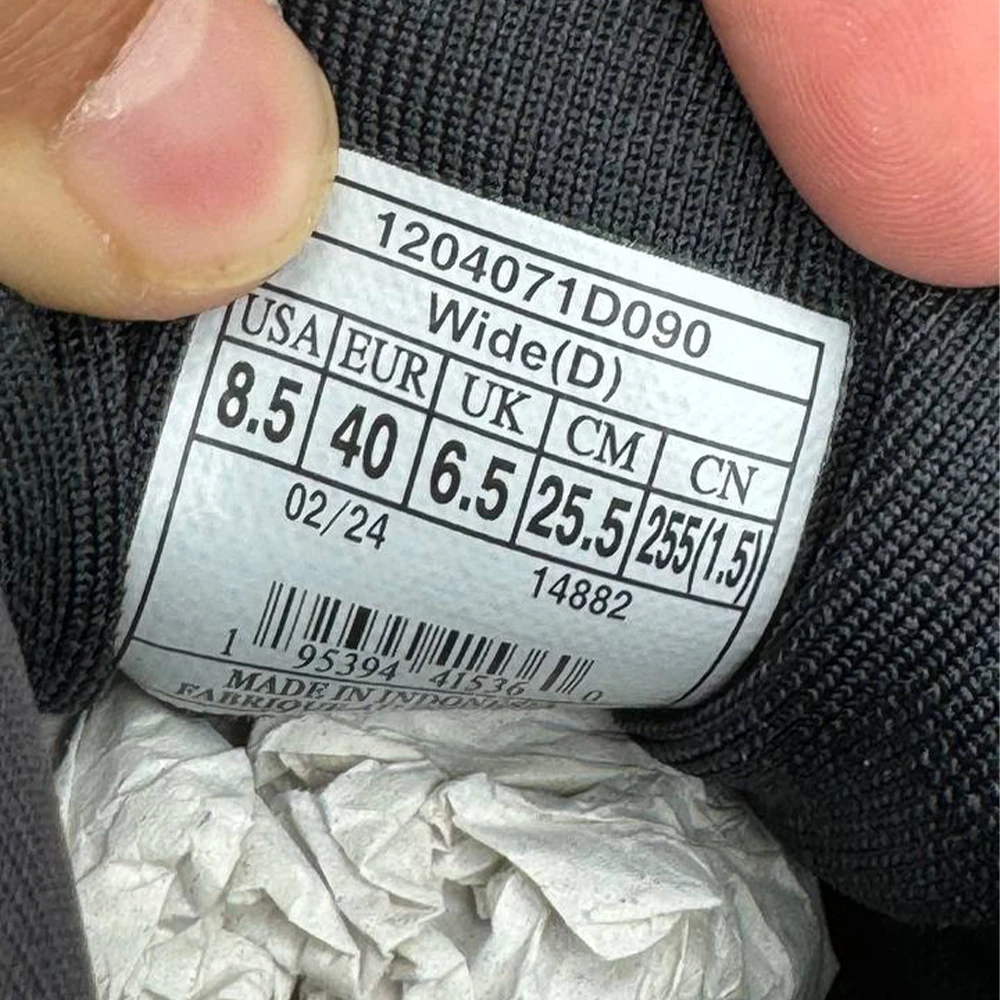 1204071D090
Wide(D)
USA EUR UK CM CN
8.5 40 6.5 25.5 255(1.5)
02/24
14882
1 95394 41536 0
MADE IN